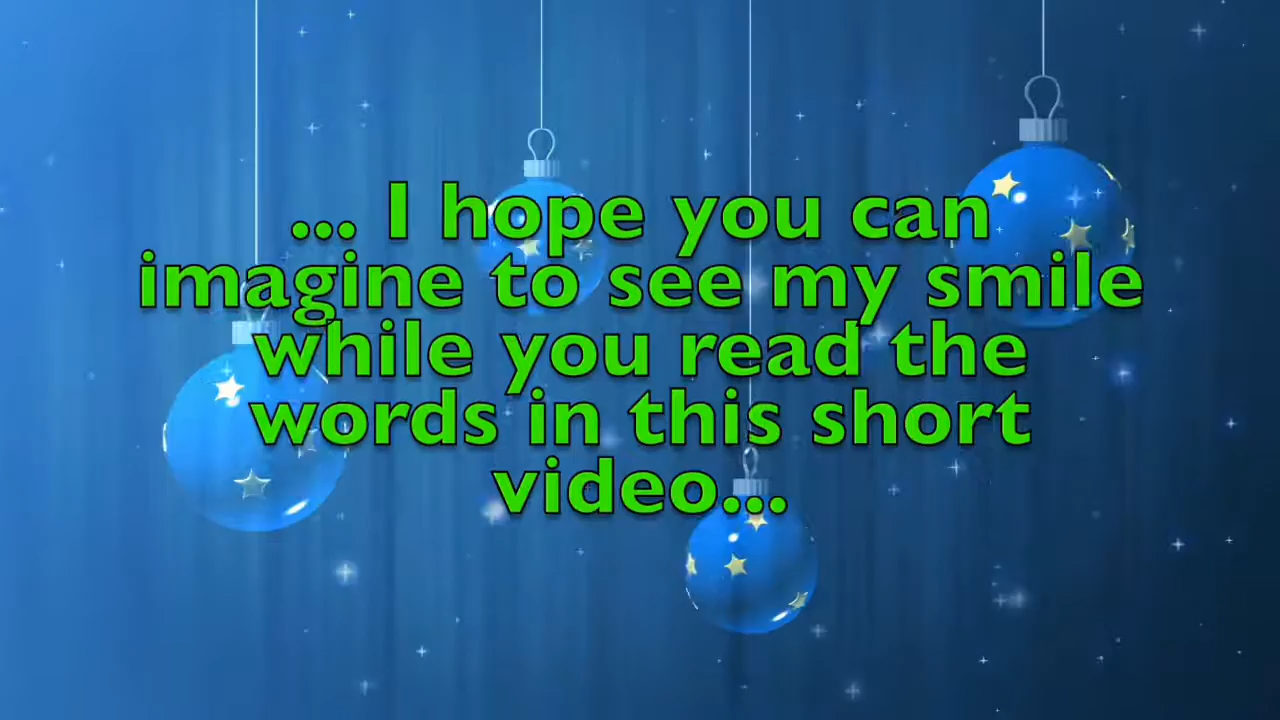 ... I hope you can
imagine to see my smile
while you read the
words in this short
video...